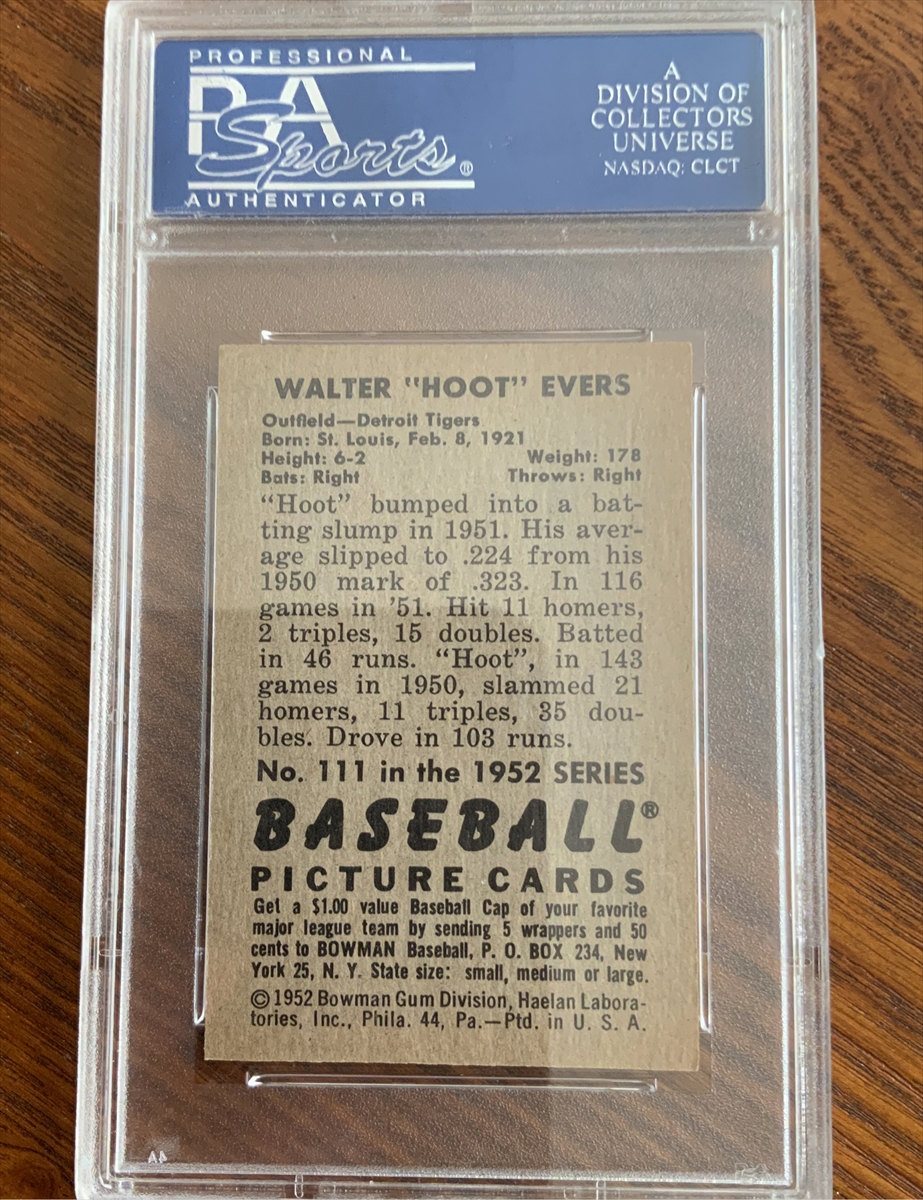 PROFESSIONAL
PSA
Sports®
AUTHENTICATOR
A
DIVISION OF
COLLECTORS
UNIVERSE
NASDAQ: CLCT
WALTER "HOOT" EVERS
Outfield—Detroit Tigers
Born: St. Louis, Feb. 8, 1921
Height: 6-2 Weight: 178
Bats: Right Throws: Right
"Hoot" bumped into a bat-
ting slump in 1951. His aver-
age slipped to .224 from his
1950 mark of .323. In 116
games in '51. Hit 11 homers,
2 triples, 15 doubles. Batted
in 46 runs. "Hoot", in 143
games in 1950, slammed 21
homers, 11 triples, 35 dou-
bles. Drove in 103 runs.
No. 111 in the 1952 SERIES
BASEBALL®
PICTURE CARDS
Get a $1.00 value Baseball Cap of your favorite
major league team by sending 5 wrappers and 50
cents to BOWMAN Baseball, P. O. BOX 234, New
York 25, N. Y. State size: small, medium or large.
©1952 Bowman Gum Division, Haelan Labora-
tories, Inc., Phila. 44, Pa.—Ptd. in U. S. A.